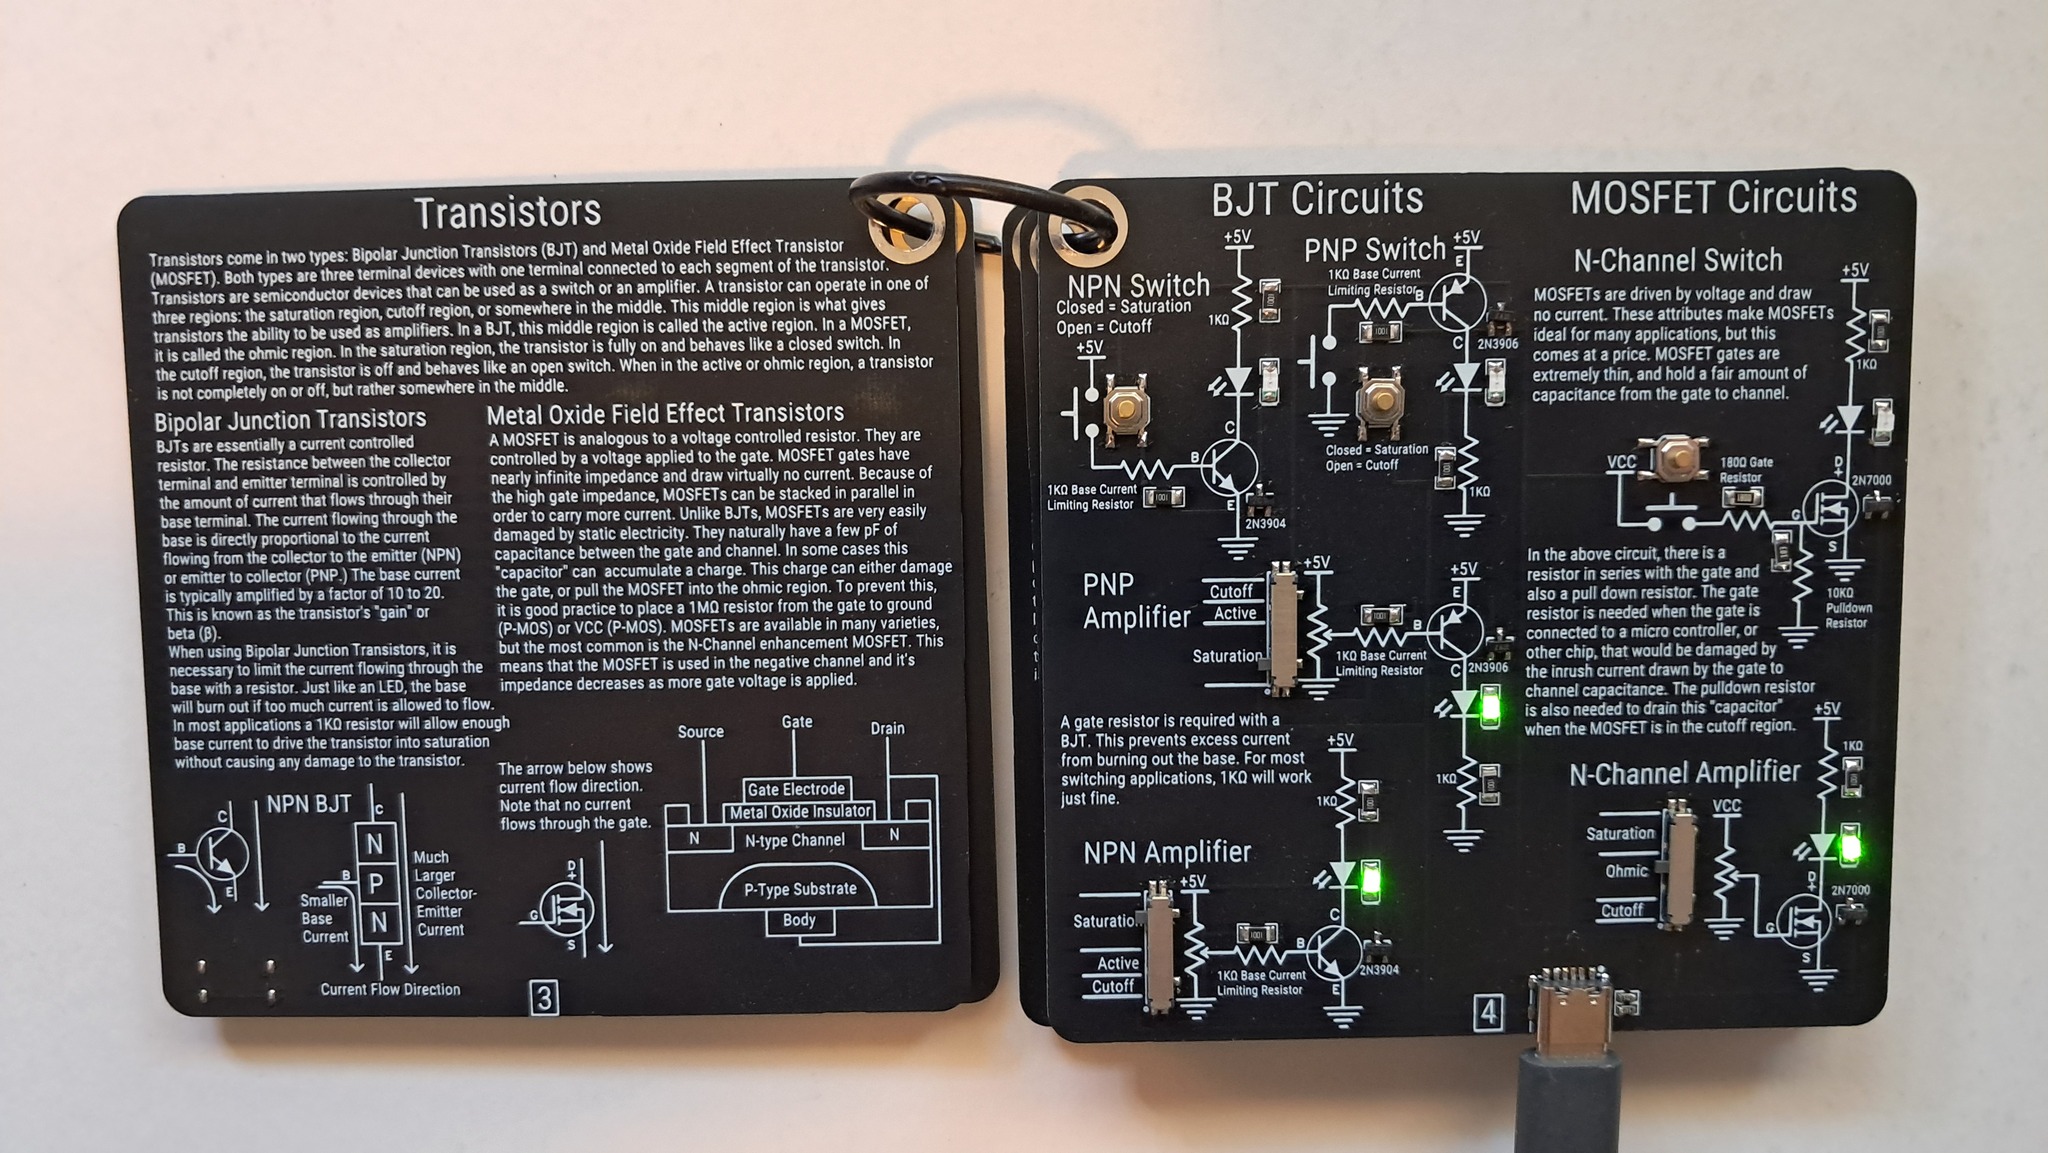 Transistors
Transistors come in two types: Bipolar Junction Transistors (BJT) and Metal Oxide Field Effect Transistor
(MOSFET). Both types are three terminal devices with one terminal connected to each segment of the transistor.
Transistors are semiconductor devices that can be used as a switch or an amplifier. A transistor can operate in one of
three regions: the saturation region, cutoff region, or somewhere in the middle. This middle region is what gives
transistors the ability to be used as amplifiers. In a BJT, this middle region is called the active region. In a MOSFET,
it is called the ohmic region. In the saturation region, the transistor is fully on and behaves like a closed switch. In
the cutoff region, the transistor is off and behaves like an open switch. When in the active or ohmic region, a transistor
is not completely on or off, but rather somewhere in the middle.
Bipolar Junction Transistors
BJTs are essentially a current controlled
resistor. The resistance between the collector
terminal and emitter terminal is controlled by
the amount of current that flows through their
base terminal. The current flowing through the
base is directly proportional to the current
flowing from the collector to the emitter (NPN)
or emitter to collector (PNP.) The base current
is typically amplified by a factor of 10 to 20.
This is known as the transistor's "gain" or
beta (β).
When using Bipolar Junction Transistors, it is
necessary to limit the current flowing through the
base with a resistor. Just like an LED, the base
will burn out if too much current is allowed to flow.
In most applications a 1KΩ resistor will allow enough
base current to drive the transistor into saturation
without causing any damage to the transistor.
Metal Oxide Field Effect Transistors
A MOSFET is analogous to a voltage controlled resistor. They are
controlled by a voltage applied to the gate. MOSFET gates have
nearly infinite impedance and draw virtually no current. Because of
the high gate impedance, MOSFETs can be stacked in parallel in
order to carry more current. Unlike BJTs, MOSFETs are very easily
damaged by static electricity. They naturally have a few pF of
capacitance between the gate and channel. In some cases this
"capacitor" can accumulate a charge. This charge can either damage
the gate, or pull the MOSFET into the ohmic region. To prevent this,
it is good practice to place a 1MΩ resistor from the gate to ground
(P-MOS) or VCC (P-MOS). MOSFETs are available in many varieties,
but the most common is the N-Channel enhancement MOSFET. This
means that the MOSFET is used in the negative channel and it's
impedance decreases as more gate voltage is applied.
NPN BJT
C
B
E
C
N
P
N
B
E
Smaller
Base
Current
Much
Larger
Collector-
Emitter
Current
Current Flow Direction
The arrow below shows
current flow direction.
Note that no current
flows through the gate.
D
G
S
Source
Gate
Drain
Gate Electrode
Metal Oxide Insulator
N
N-type Channel
N
P-Type Substrate
Body
3
BJT Circuits
NPN Switch
Closed = Saturation
Open = Cutoff
+5V
+5V
1KΩ
1001
C
B
E
1KΩ Base Current
Limiting Resistor
1001
2N3904
PNP Switch
+5V
1KΩ Base Current
Limiting Resistor
1001
B
E
C
2N3906
Closed = Saturation
Open = Cutoff
1001
1KΩ
PNP
Amplifier
Cutoff
Active
Saturation
+5V
1001
1KΩ Base Current
Limiting Resistor
+5V
E
B
C
2N3906
1KΩ
A gate resistor is required with a
BJT. This prevents excess current
from burning out the base. For most
switching applications, 1KΩ will work
just fine.
NPN Amplifier
Saturation
Active
Cutoff
+5V
1001
1KΩ Base Current
Limiting Resistor
+5V
1KΩ
C
B
E
2N3904
4
MOSFET Circuits
N-Channel Switch
MOSFETs are driven by voltage and draw
no current. These attributes make MOSFETs
ideal for many applications, but this
comes at a price. MOSFET gates are
extremely thin, and hold a fair amount of
capacitance from the gate to channel.
+5V
1KΩ
VCC
180Ω Gate
Resistor
D
G
S
2N7000
10KΩ
Pulldown
Resistor
In the above circuit, there is a
resistor in series with the gate and
also a pull down resistor. The gate
resistor is needed when the gate is
connected to a micro controller, or
other chip, that would be damaged by
the inrush current drawn by the gate to
channel capacitance. The pulldown resistor
is also needed to drain this "capacitor"
when the MOSFET is in the cutoff region.
N-Channel Amplifier
Saturation
Ohmic
Cutoff
VCC
+5V
1KΩ
D
G
S
2N7000